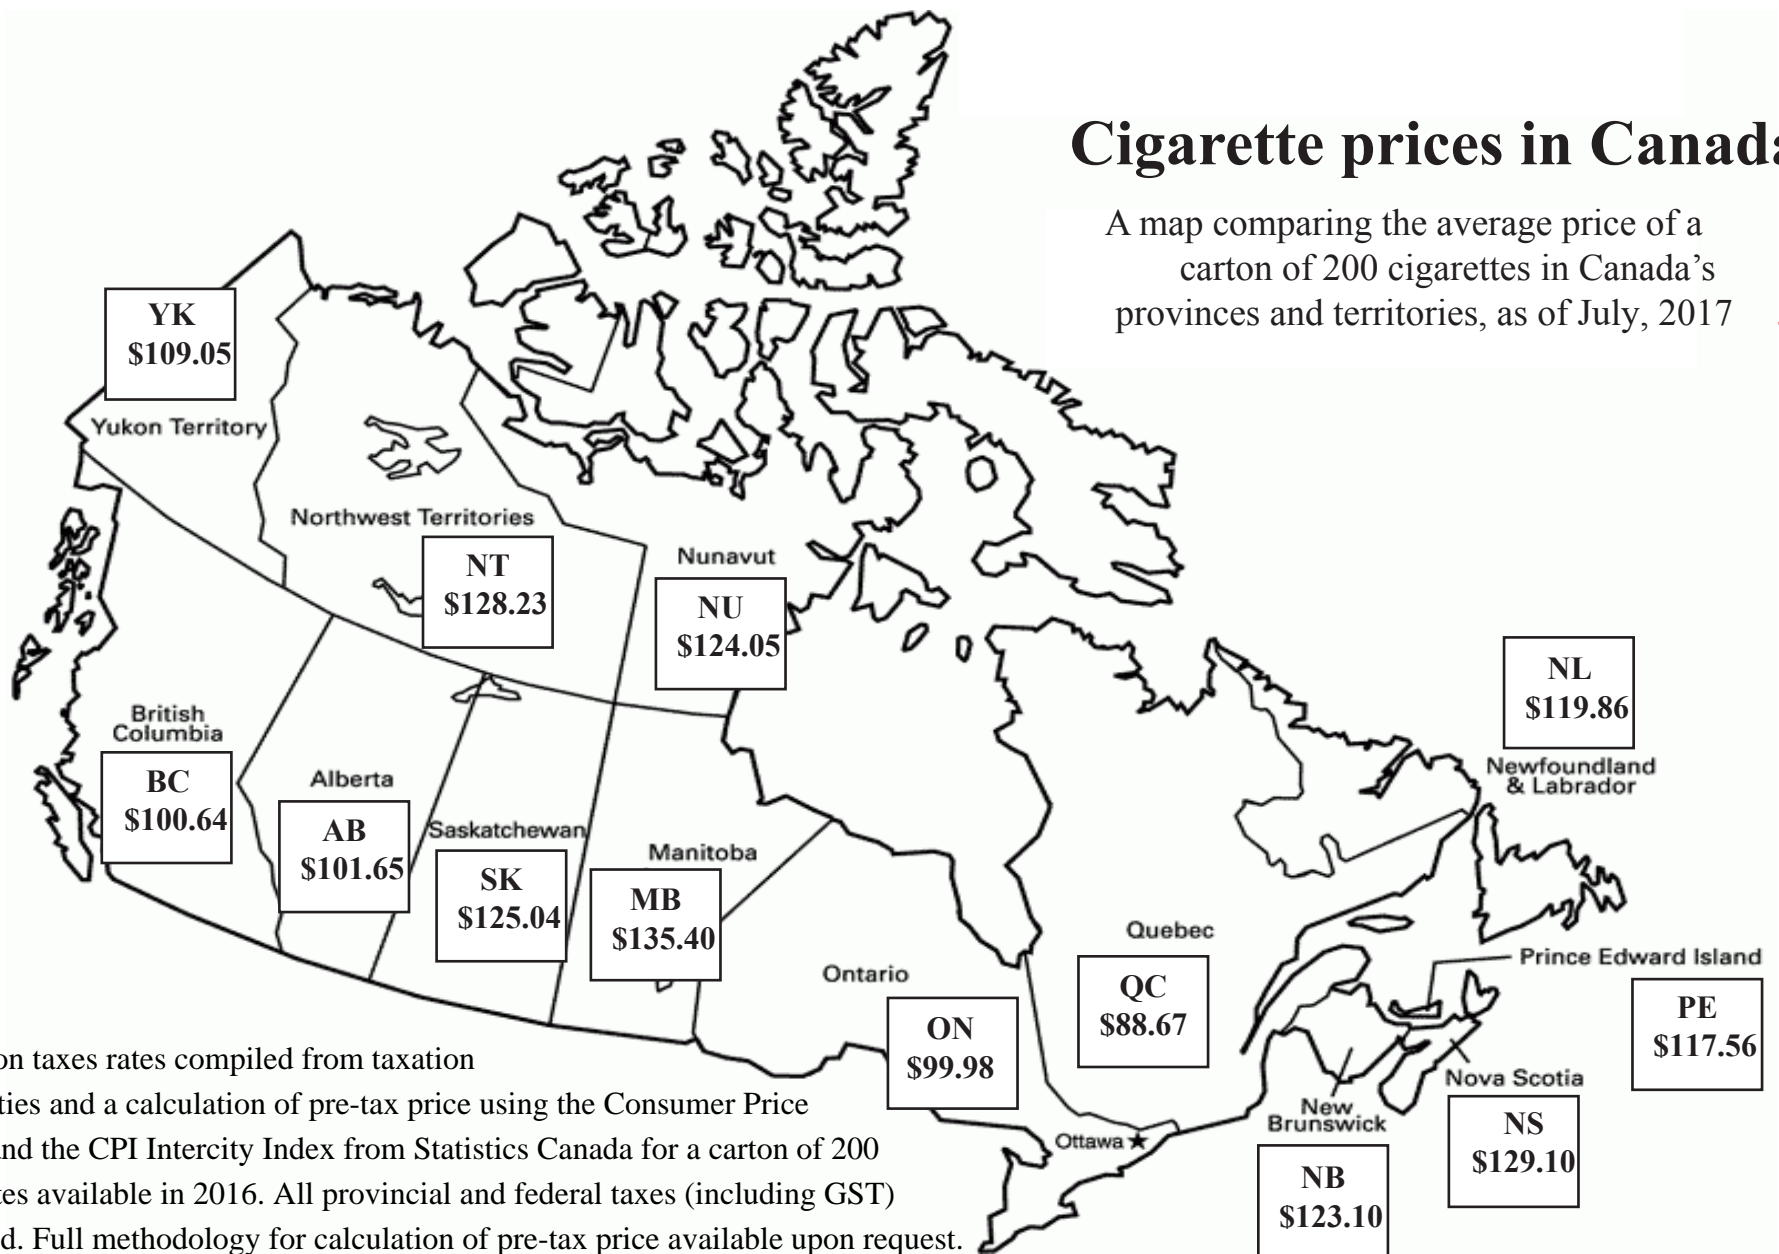 Cigarette prices in Canada
A map comparing the average price of a
carton of 200 cigarettes in Canada’s
provinces and territories, as of July, 2017
YK
$109.05
Yukon Territory
Northwest Territories
NT
$128.23
Nunavut
NU
$124.05
NL
$119.86
Newfoundland
& Labrador
British
Columbia
BC
$100.64
Alberta
AB
$101.65
Saskatchewan
SK
$125.04
Manitoba
MB
$135.40
Ontario
ON
$99.98
Quebec
QC
$88.67
Prince Edward Island
PE
$117.56
Nova Scotia
NS
$129.10
New
Brunswick
NB
$123.10
Ottawa
on taxes rates compiled from taxation
ties and a calculation of pre-tax price using the Consumer Price
nd the CPI Intercity Index from Statistics Canada for a carton of 200
tes available in 2016. All provincial and federal taxes (including GST)
d. Full methodology for calculation of pre-tax price available upon request.